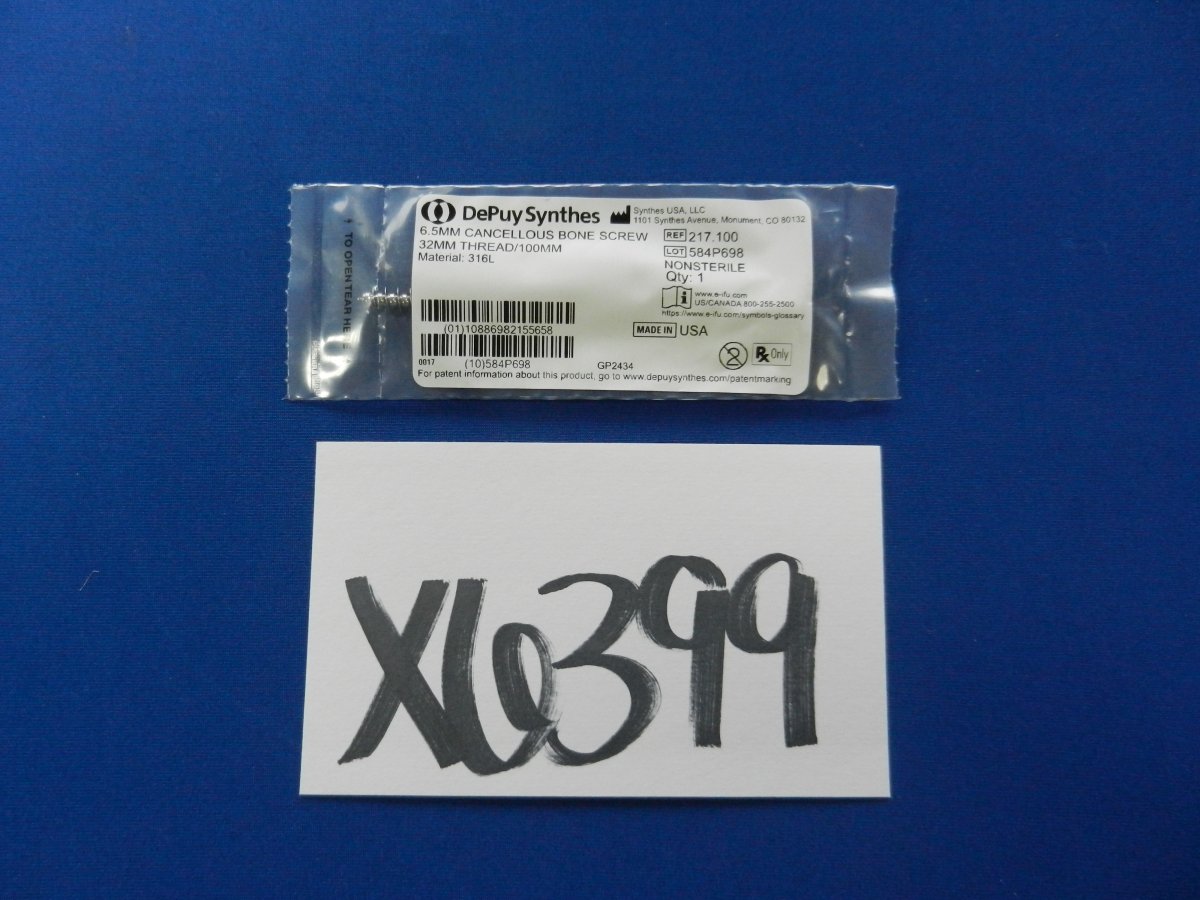 TO OPEN TEAR HERE
DePuy Synthes
Synthes USA, LLC
1101 Synthes Avenue, Monument, CO 80132
6.5MM CANCELLOUS BONE SCREW
32MM THREAD/100MM
Material: 316L
REF 217.100
LOT 584P698
NONSTERILE
Qty: 1
www.e-ifu.com
US/CANADA 800-255-2500
https://www.e-ifu.com/symbols-glossary
MADE IN USA
(01)10886982155658
0017 (10)584P698 GP2434
2 Rx Only
For patent information about this product, go to www.depuysynthes.com/patentmarking
X6399